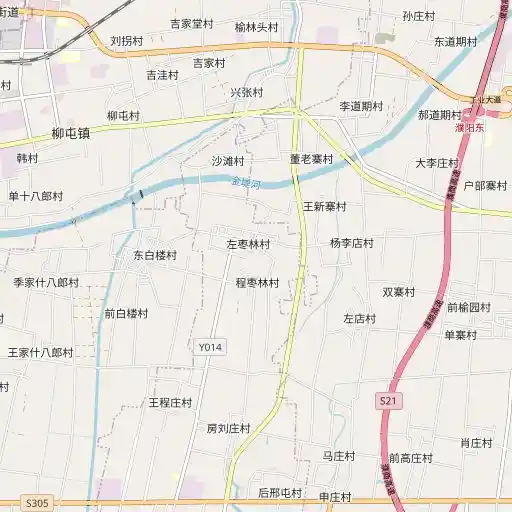 街道
吉家堂村
榆林头村
孙庄村
刘拐村
东道期村
吉家村
吉洼村
兴张村
李道期村
工业大道
柳屯村
郝道期村
濮阳东
柳屯镇
韩村
沙滩村
董老寨村
大李庄村
户部寨村
金堤河
单十八郎村
王新寨村
左枣林村
杨李店村
东白楼村
季家什八郎村
程枣林村
双寨村
前榆园村
前白楼村
左店村
单寨村
Y014
王家什八郎村
王程庄村
S21
房刘庄村
肖庄村
马庄村
前高庄村
后邢屯村
申庄村
S305